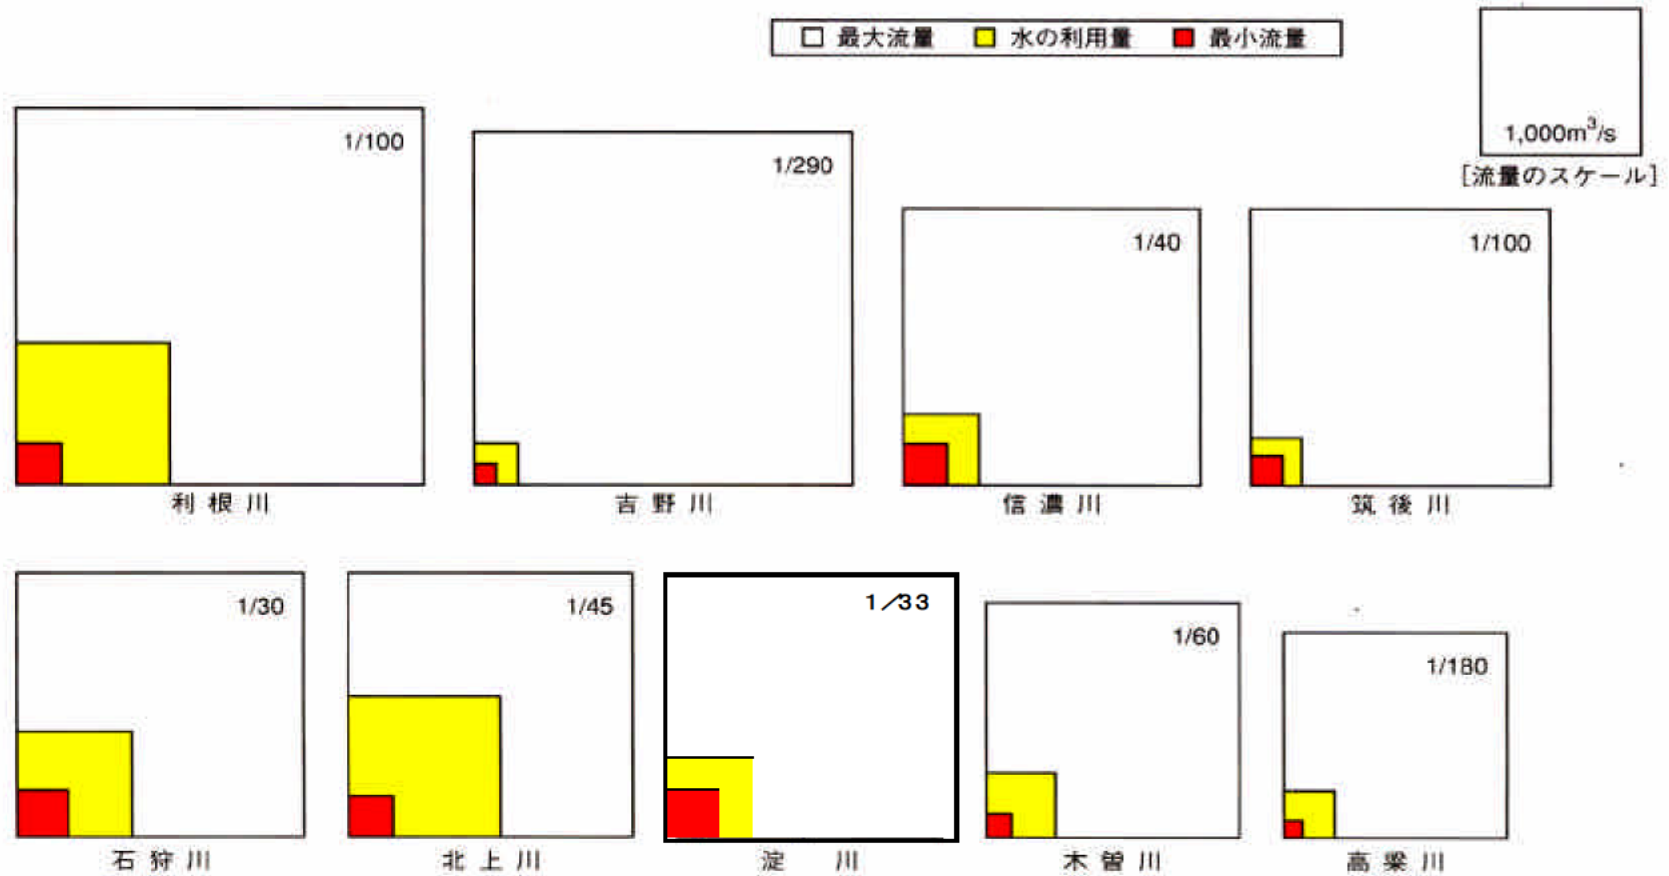 最大流量 水の利用量 最小流量
1,000m³/s
[流量のスケール]
1/100
1/290
1/40
1/100
利根川
吉野川
信濃川
筑後川
1/30
1/45
1/33
1/60
1/180
石狩川
北上川
淀 川
木曽川
高梁川